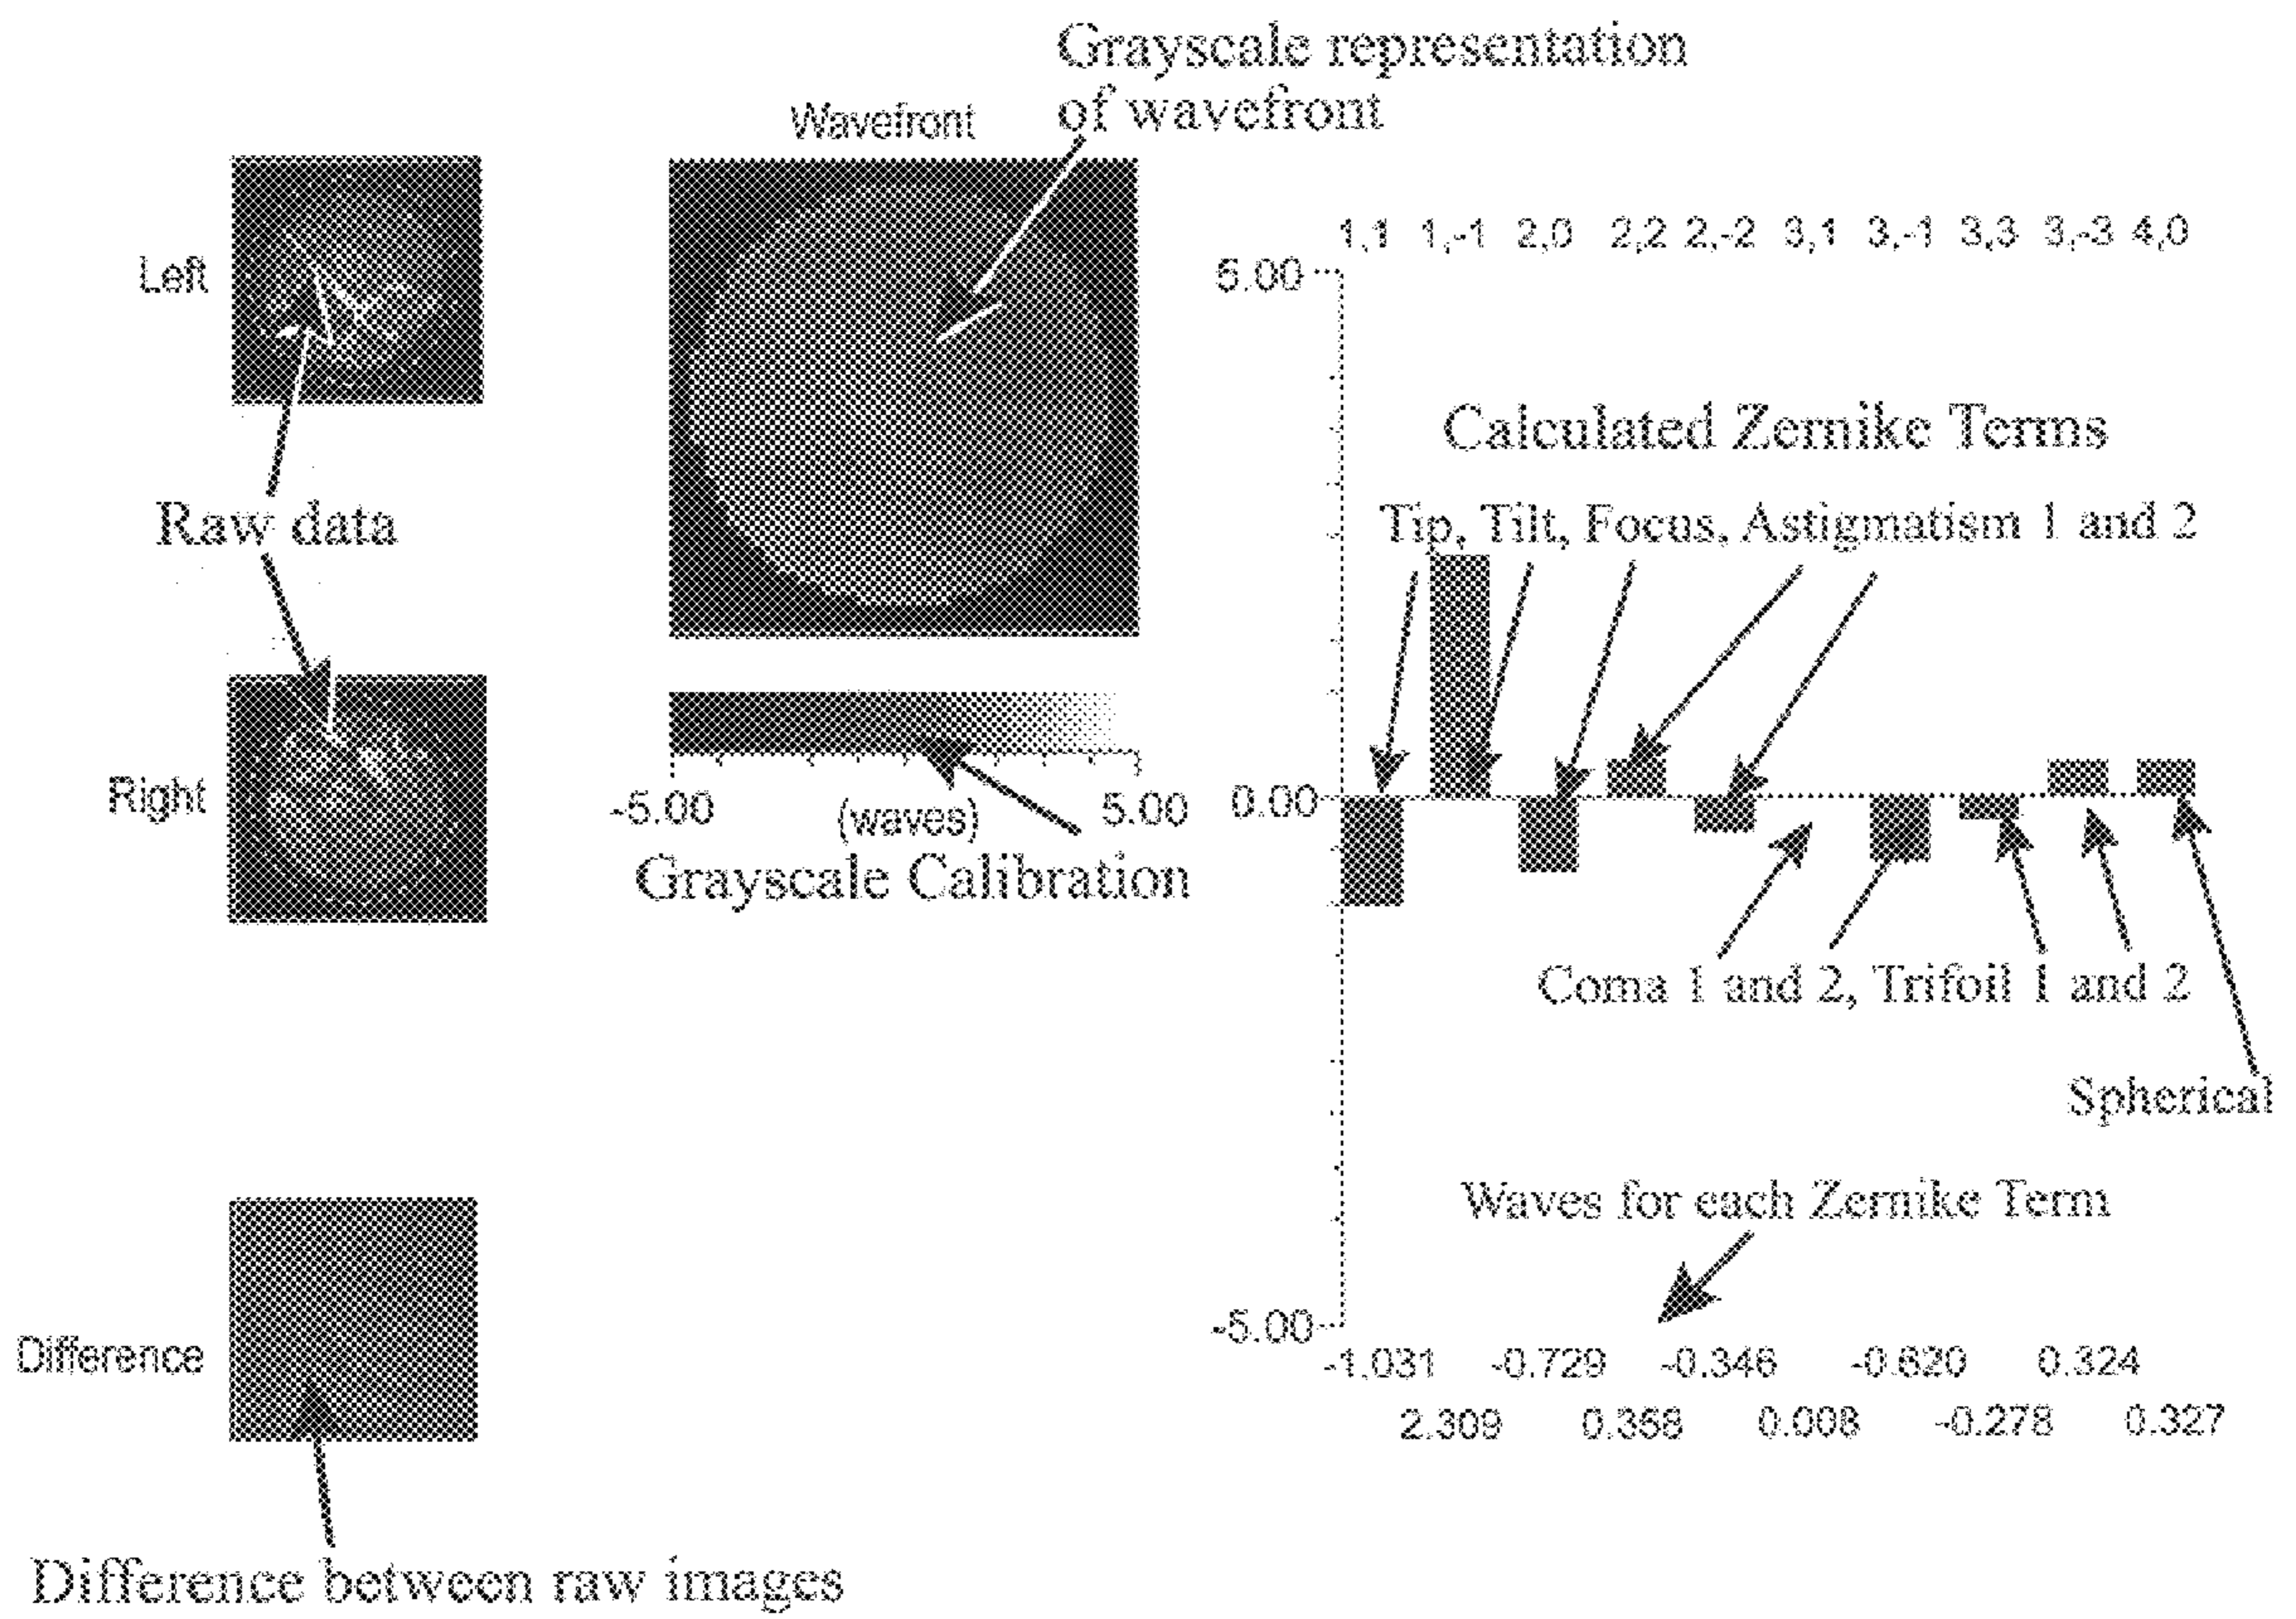 Grayscale representation
of wavefront
Wavefront
Left
Raw data
Right
-5.00
(waves)
5.00
Grayscale Calibration
Difference
Difference between raw images
1,1 1,-1 2,0 2,2 2,-2 3,1 3,-1 3,3 3,-3 4,0
5.00
Calculated Zernike Terms
Tip, Tilt, Focus, Astigmatism 1 and 2
0.00
Coma 1 and 2, Trifoil 1 and 2
Spherical
Waves for each Zernike Term
-5.00
-1.031 -0.729 -0.346 -0.620 0.324
2.309 0.358 0.008 -0.278 0.327